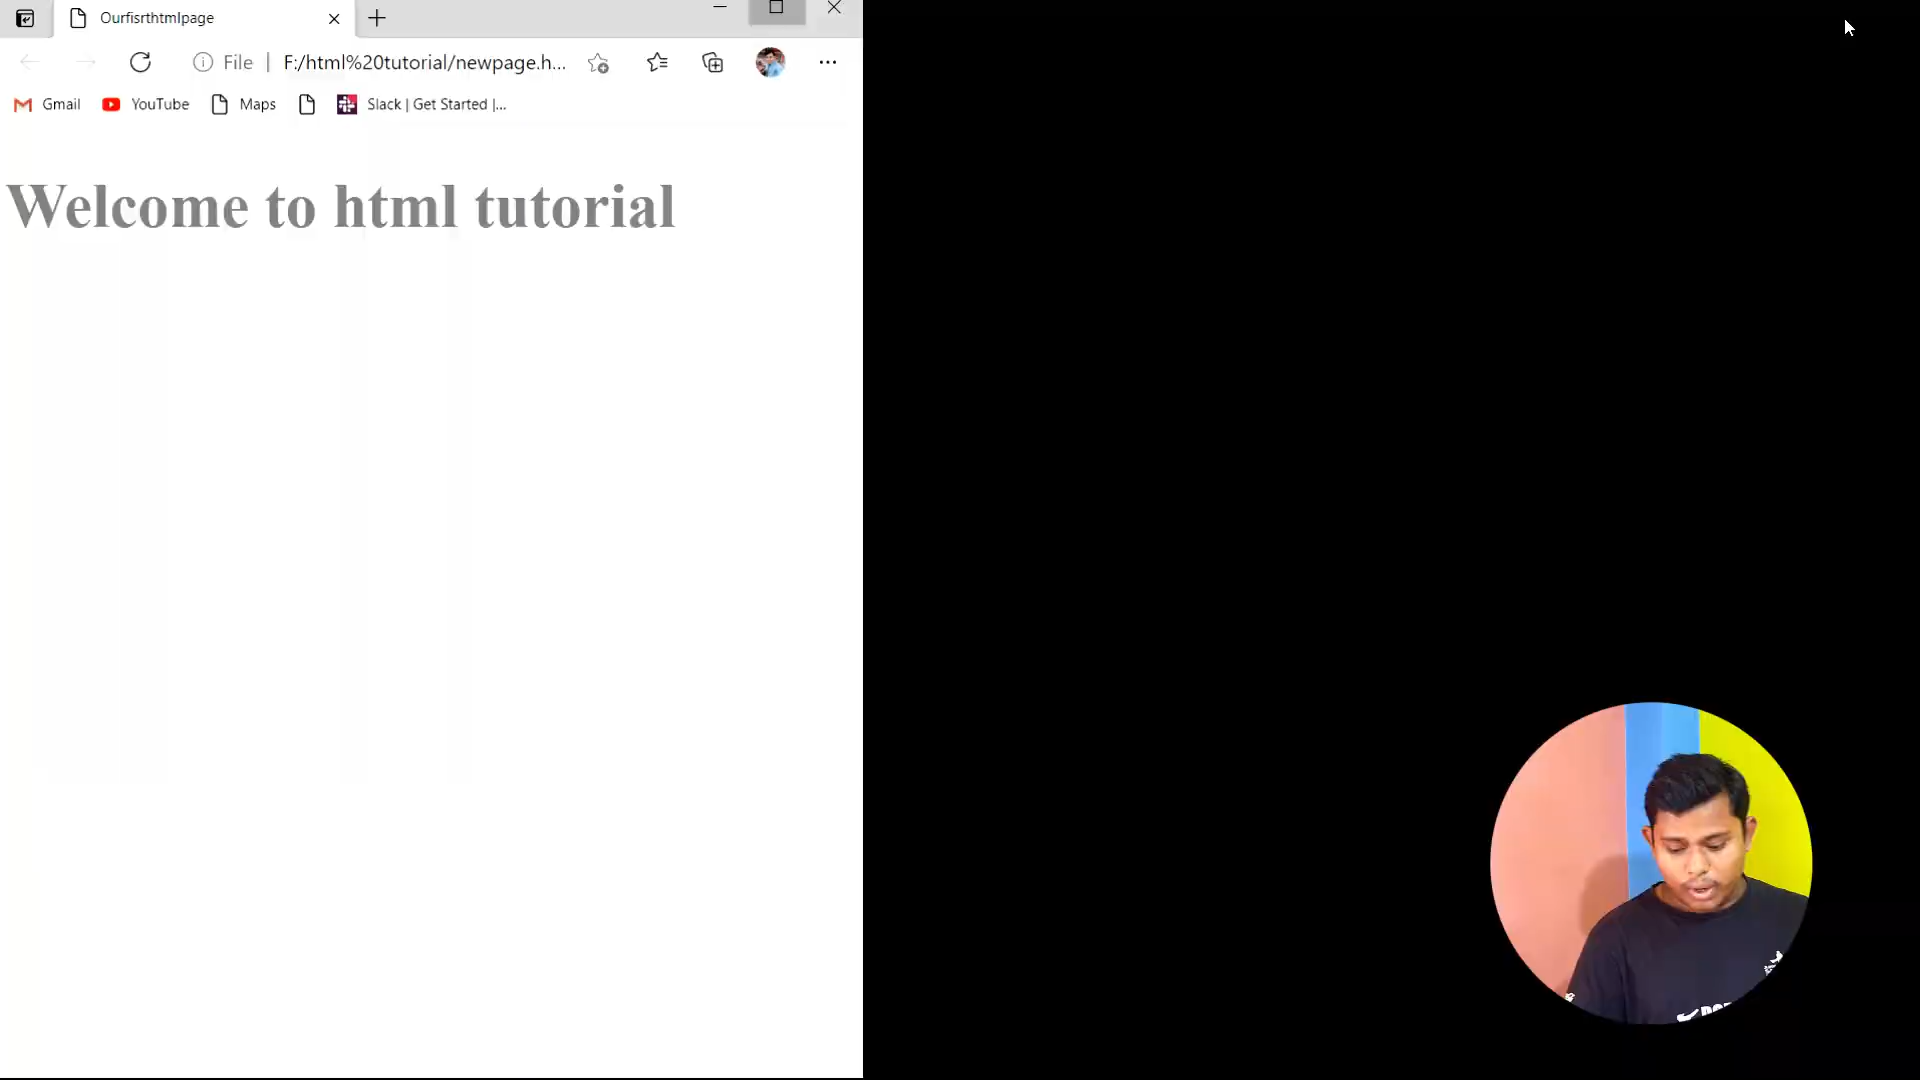 Ourfisrthtmlpage
File | F:/html%20tutorial/newpage.h...
Gmail YouTube Maps Slack | Get Started |...
Welcome to html tutorial